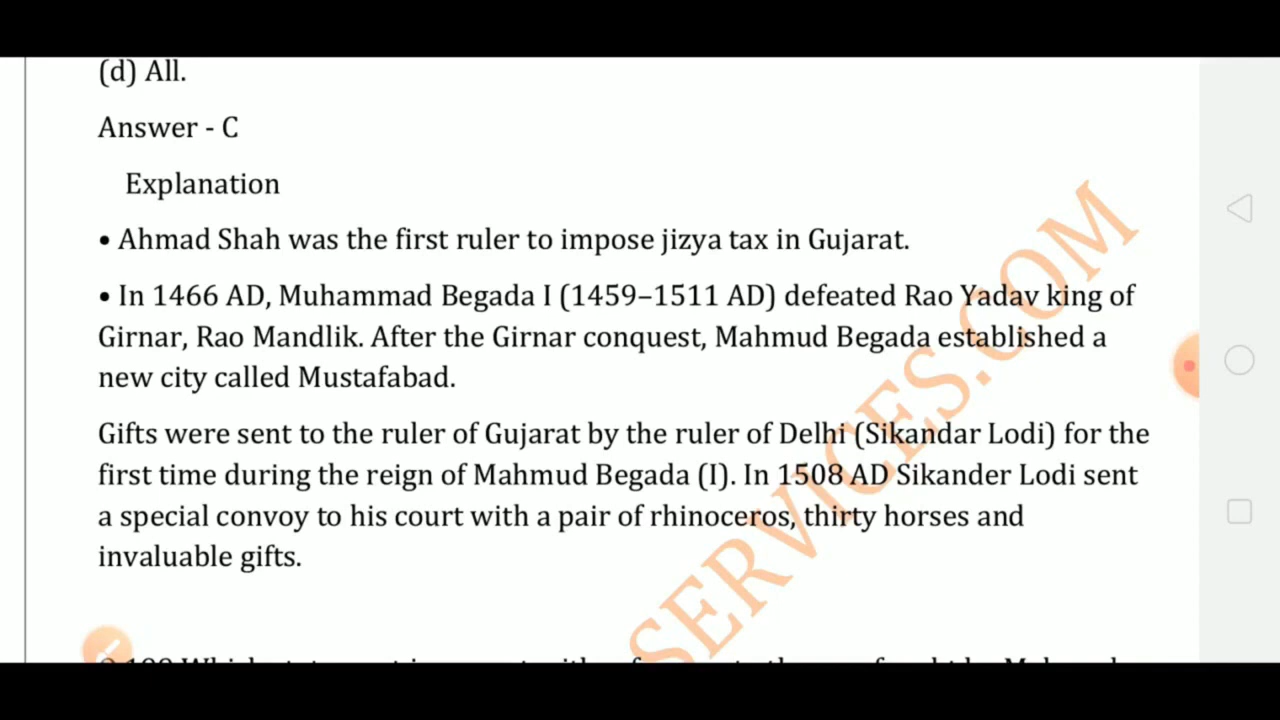 (d) All.
Answer - C
Explanation
• Ahmad Shah was the first ruler to impose jizya tax in Gujarat.
• In 1466 AD, Muhammad Begada I (1459–1511 AD) defeated Rao Yadav king of
Girnar, Rao Mandlik. After the Girnar conquest, Mahmud Begada established a
new city called Mustafabad.
Gifts were sent to the ruler of Gujarat by the ruler of Delhi (Sikandar Lodi) for the
first time during the reign of Mahmud Begada (I). In 1508 AD Sikander Lodi sent
a special convoy to his court with a pair of rhinoceros, thirty horses and
invaluable gifts.
SERVICES.COM